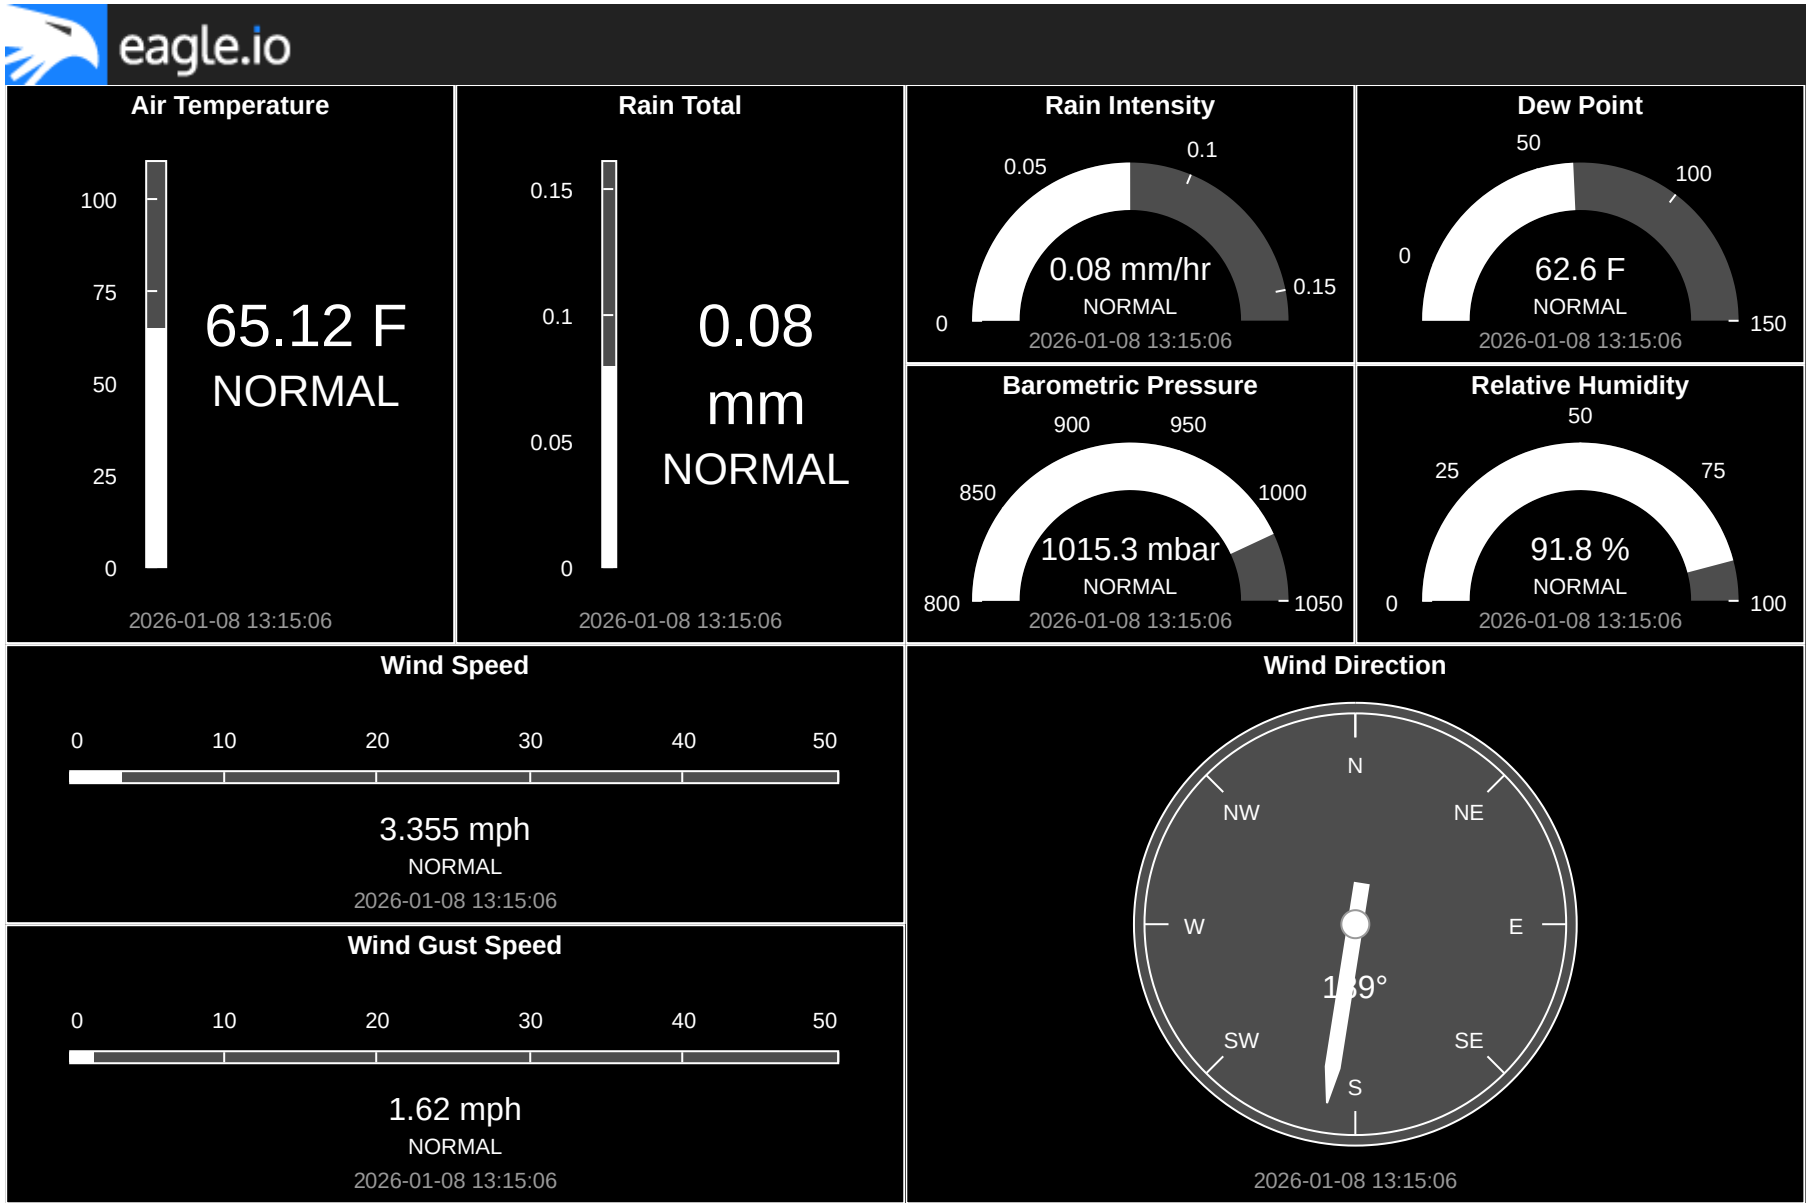 eagle.io
Air Temperature
100
75
50
25
0
65.12 F
NORMAL
2026-01-08 13:15:06
Rain Total
0.15
0.1
0.05
0
0.08
mm
NORMAL
2026-01-08 13:15:06
Rain Intensity
0
0.05
0.1
0.15
0.08 mm/hr
NORMAL
2026-01-08 13:15:06
Dew Point
0
50
100
150
62.6 F
NORMAL
2026-01-08 13:15:06
Barometric Pressure
800
850
900
950
1000
1050
1015.3 mbar
NORMAL
2026-01-08 13:15:06
Relative Humidity
0
25
50
75
100
91.8 %
NORMAL
2026-01-08 13:15:06
Wind Speed
0 10 20 30 40 50
3.355 mph
NORMAL
2026-01-08 13:15:06
Wind Gust Speed
0 10 20 30 40 50
1.62 mph
NORMAL
2026-01-08 13:15:06
Wind Direction
N
NW NE
W E
189°
SW SE
S
2026-01-08 13:15:06